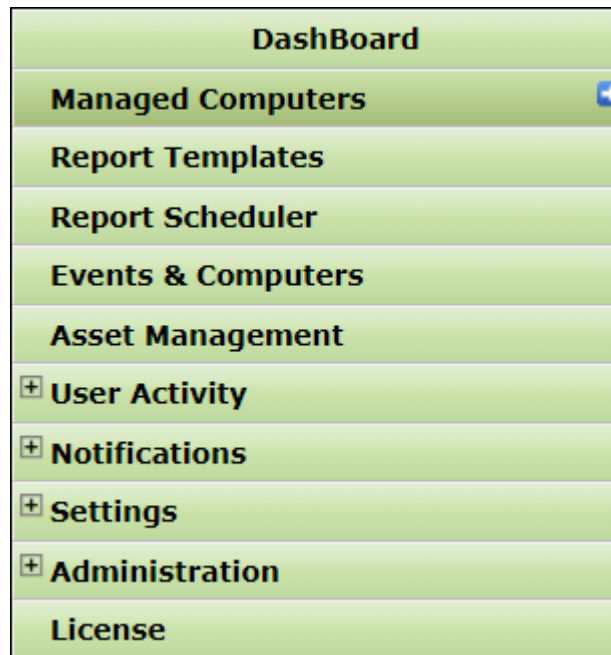 DashBoard
Managed Computers
Report Templates
Report Scheduler
Events & Computers
Asset Management
User Activity
Notifications
Settings
Administration
License